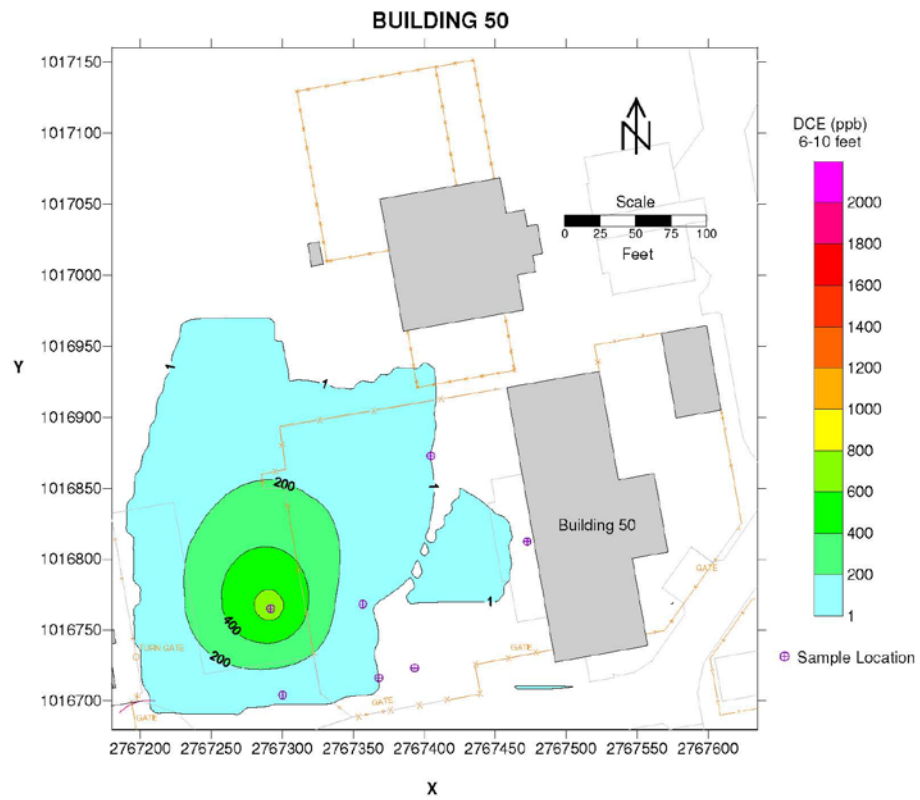 BUILDING 50
1017150
1017100
1017050
1017000
1016950
1016900
1016850
1016800
1016750
1016700
Y
N
Scale
0 25 50 75 100
Feet
1
1
200
1
400
200
1
Building 50
GATE
TURN GATE
GATE
GATE
GATE
2767200 2767250 2767300 2767350 2767400 2767450 2767500 2767550 2767600
X
DCE (ppb)
6-10 feet
2000
1800
1600
1400
1200
1000
800
600
400
200
1
Sample Location